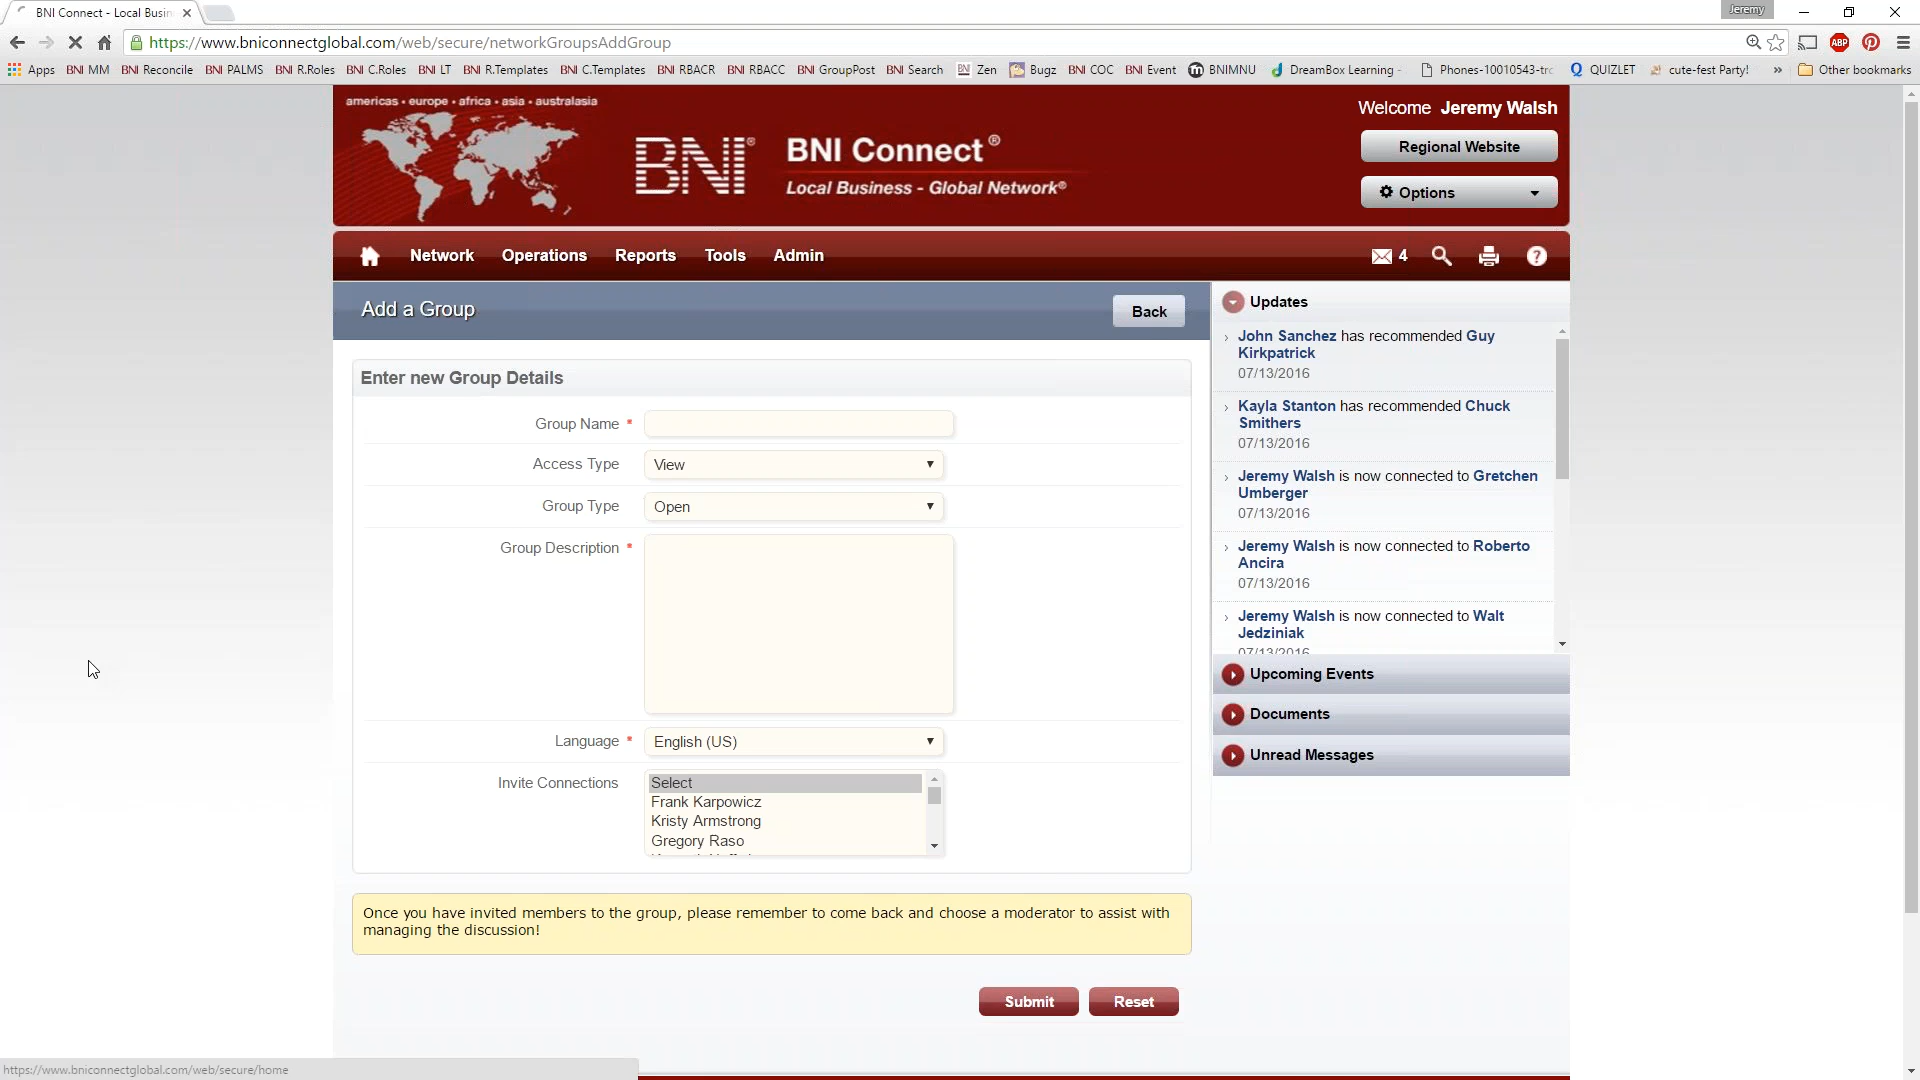 BNI Connect - Local Busin
Jeremy
https://www.bniconnectglobal.com/web/secure/networkGroupsAddGroup
ABP
Apps BNI MM BNI Reconcile BNI PALMS BNI R.Roles BNI C.Roles BNI LT BNI R.Templates BNI C.Templates BNI RBACR BNI RBACC BNI GroupPost BNI Search Zen Bugz BNI COC BNI Event BNIMNU DreamBox Learning - Phones-10010543-trc QUIZLET cute-fest Party! » Other bookmarks
americas • europe • africa • asia • australasia
BNI®
BNI Connect®
Local Business - Global Network®
Welcome Jeremy Walsh
Regional Website
Options
Network Operations Reports Tools Admin
4
?
Add a Group
Back
Enter new Group Details
Group Name *
Access Type View
Group Type Open
Group Description *
Language * English (US)
Invite Connections Select
Frank Karpowicz
Kristy Armstrong
Gregory Raso
Once you have invited members to the group, please remember to come back and choose a moderator to assist with
managing the discussion!
Submit Reset
Updates
John Sanchez has recommended Guy
Kirkpatrick
07/13/2016
Kayla Stanton has recommended Chuck
Smithers
07/13/2016
Jeremy Walsh is now connected to Gretchen
Umberger
07/13/2016
Jeremy Walsh is now connected to Roberto
Ancira
07/13/2016
Jeremy Walsh is now connected to Walt
Jedziniak
07/13/2016
Upcoming Events
Documents
Unread Messages
https://www.bniconnectglobal.com/web/secure/home